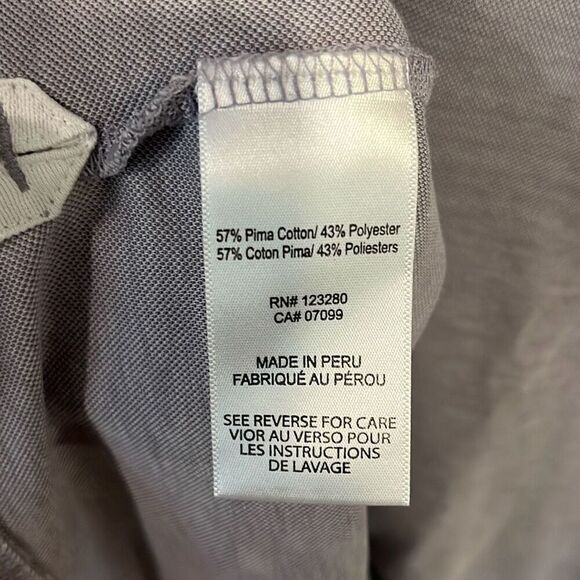 57% Pima Cotton/ 43% Polyester
57% Coton Pima/ 43% Poliesters
RN# 123280
CA# 07099
MADE IN PERU
FABRIQUÉ AU PÉROU
SEE REVERSE FOR CARE
VIOR AU VERSO POUR
LES INSTRUCTIONS
DE LAVAGE